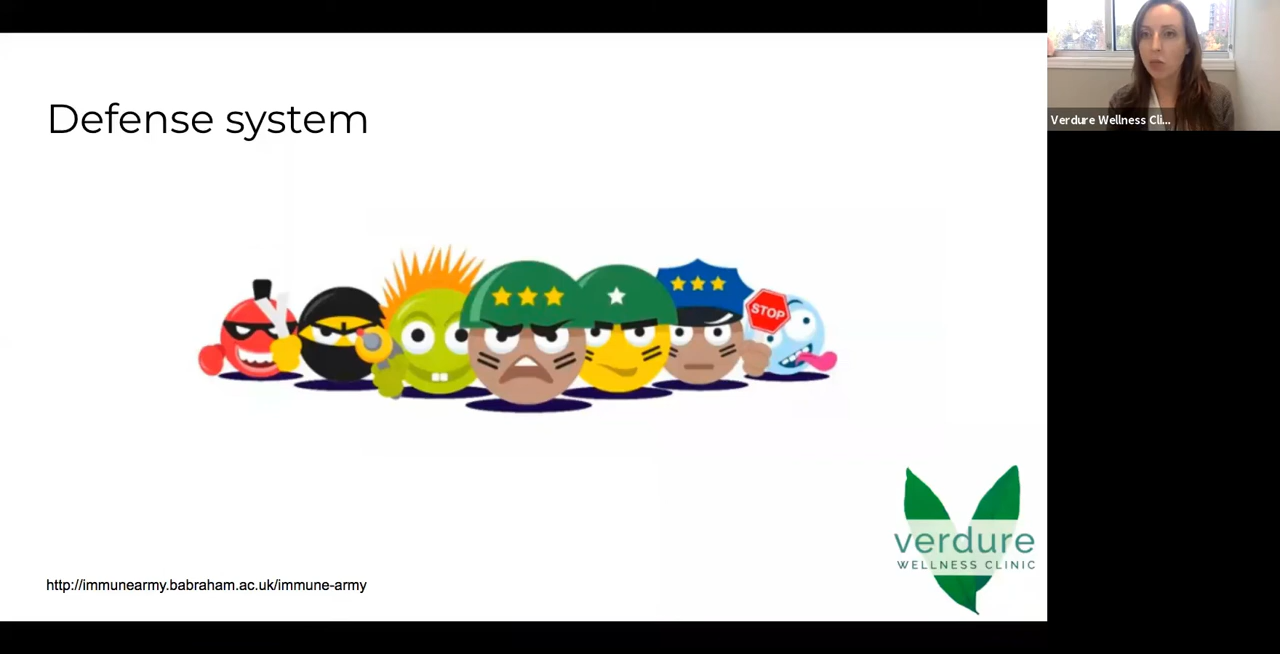 Defense system
STOP
Verdure Wellness Cli...
verdure
WELLNESS CLINIC
http://immunearmy.babraham.ac.uk/immune-army